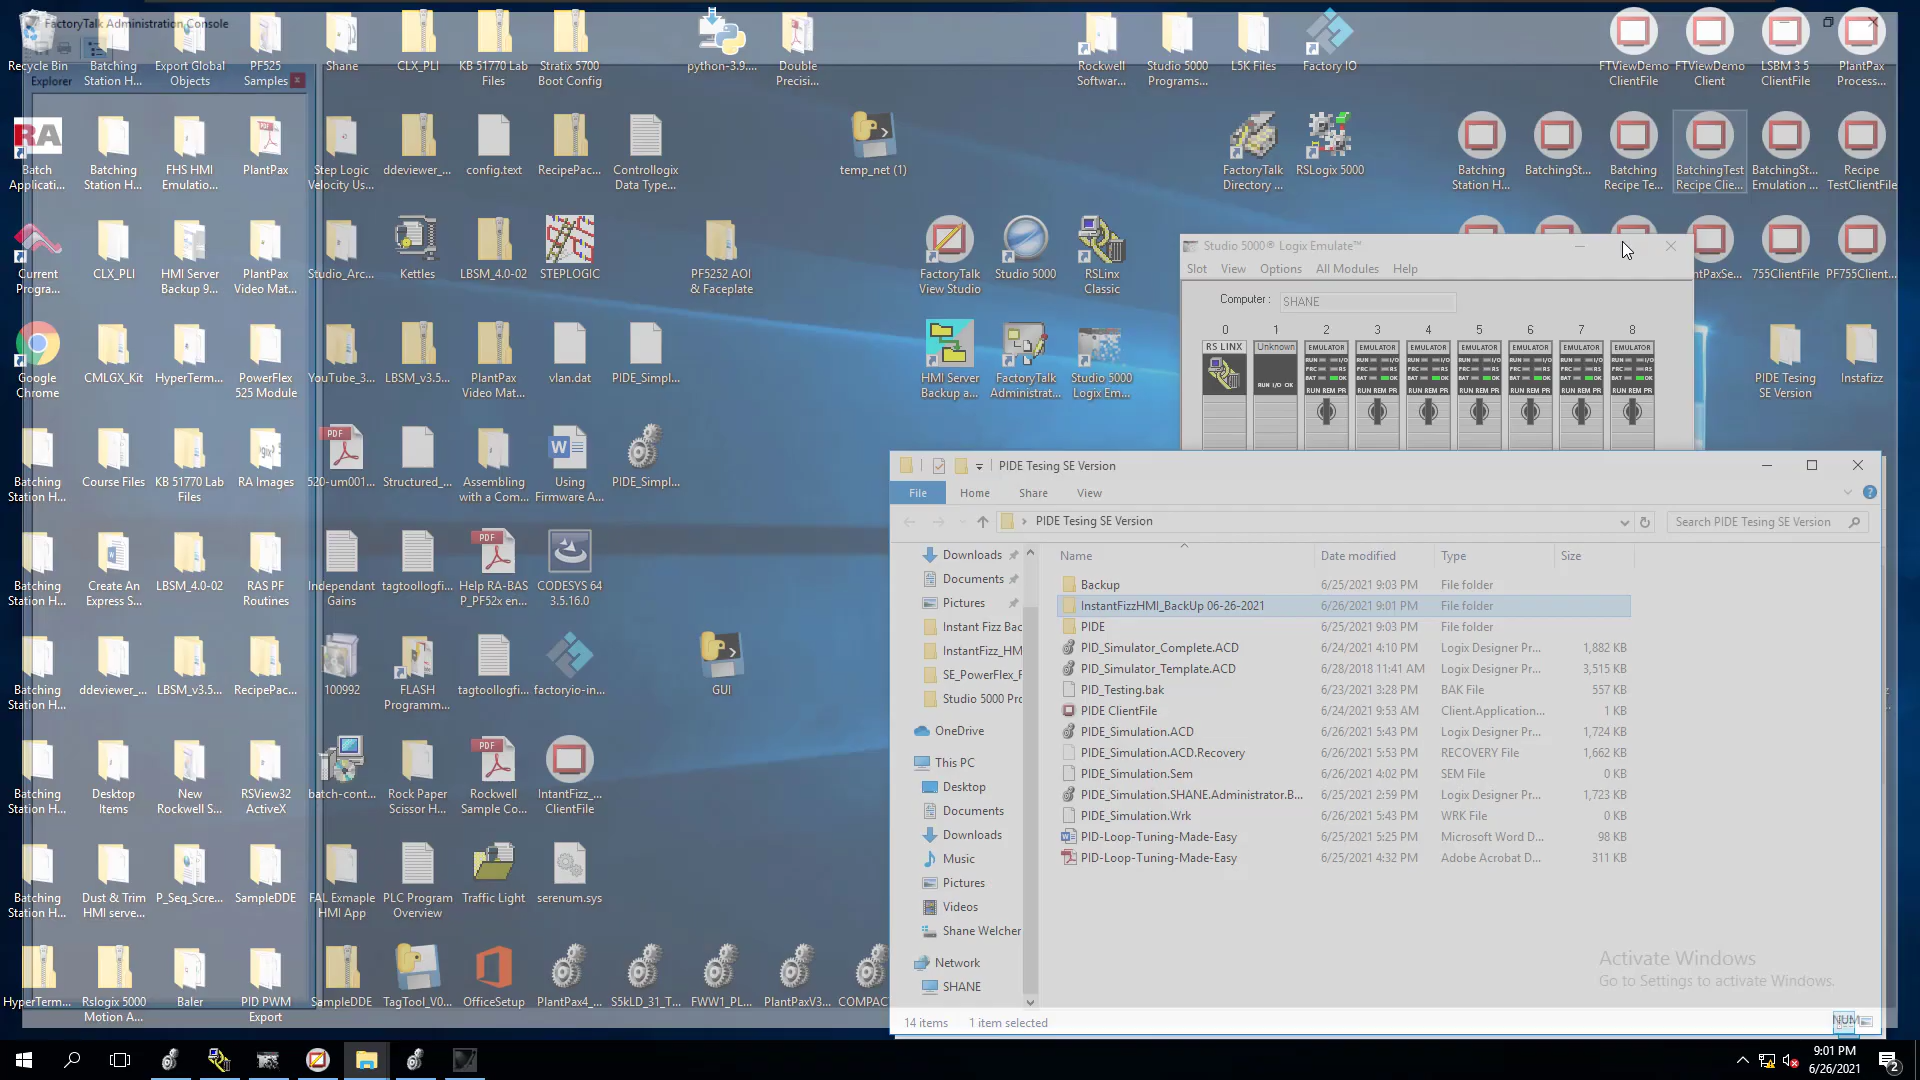 FactoryTalk Administration Console
Explorer
Recycle Bin
Batching Station H...
Export Global Objects
PF525 Samples
Shane
CLX_PLI
KB 51770 Lab Files
Stratix 5700 Boot Config
python-3.9....
Double Precisi...
Rockwell Softwar...
Studio 5000 Programs...
L5K Files
Factory IO
FTViewDemo ClientFile
FTViewDemo Client
LSBM 3 5 ClientFile
PlantPax Process...
RA
Batch Applicati...
Batching Station H...
FHS HMI Emulatio...
PlantPax
Step Logic Velocity Us...
ddeviewer_...
config.text
RecipePac...
Controllogix Data Type...
temp_net (1)
FactoryTalk Directory ...
RSLogix 5000
Batching Station H...
BatchingSt...
Batching Recipe Te...
BatchingTest Recipe Clie...
BatchingSt... Emulation ...
Recipe TestClientFile
Current Progra...
CLX_PLI
HMI Server Backup 9...
PlantPax Video Mat...
Studio_Arc...
Kettles
LBSM_4.0-02
STEPLOGIC
PF5252 AOI & Faceplate
FactoryTalk View Studio
Studio 5000
RSLinx Classic
755ClientFile
PF755Clien...
Google Chrome
CMLGX_Kit
HyperTerm...
PowerFlex 525 Module
YouTube_3...
LBSM_v3.5...
PlantPax Video Mat...
vlan.dat
PIDE_Simpl...
HMI Server Backup a...
FactoryTalk Administrat...
Studio 5000 Logix Em...
PIDE Tesing SE Version
Instafizz
Batching Station H...
Course Files
KB 51770 Lab Files
RA Images
520-um001...
Structured_...
Assembling with a Com...
Using Firmware A...
PIDE_Simpl...
Batching Station H...
Create An Express S...
LBSM_4.0-02
RAS PF Routines
Independant Gains
tagtoollogfi...
Help RA-BAS P_PF52x en...
CODESYS 64 3.5.16.0
Batching Station H...
ddeviewer_...
LBSM_v3.5...
RecipePac...
100992
FLASH Programm...
tagtoollogfi...
factoryio-in...
GUI
Batching Station H...
Desktop Items
New Rockwell S...
RSView32 ActiveX
batch-cont...
Rock Paper Scissor H...
Rockwell Sample Co...
IntantFizz_... ClientFile
Batching Station H...
Dust & Trim HMI serve...
P_Seq_Scre...
SampleDDE
FAL Exmaple HMI App
PLC Program Overview
Traffic Light
serenum.sys
HyperTerm...
Rslogix 5000 Motion A...
Baler
PID PWM Export
SampleDDE
TagTool_V0...
OfficeSetup
PlantPax4_...
S5kLD_31_T...
FWW1_PL...
PlantPaxV3...
COMPAC
Studio 5000® Logix Emulate™
Slot View Options All Modules Help
Computer : SHANE
0 1 2 3 4 5 6 7 8
RS LINX Unknown EMULATOR EMULATOR EMULATOR EMULATOR EMULATOR EMULATOR EMULATOR
PIDE Tesing SE Version
File Home Share View
PIDE Tesing SE Version
Search PIDE Tesing SE Version
Downloads
Documents
Pictures
Instant Fizz Bac
InstantFizz_HM
SE_PowerFlex_F
Studio 5000 Pro
OneDrive
This PC
Desktop
Documents
Downloads
Music
Pictures
Videos
Shane Welcher
Network
SHANE
Name Date modified Type Size
Backup 6/25/2021 9:03 PM File folder
InstantFizzHMI_BackUp 06-26-2021 6/26/2021 9:01 PM File folder
PIDE 6/25/2021 9:03 PM File folder
PID_Simulator_Complete.ACD 6/24/2021 4:10 PM Logix Designer Pr... 1,882 KB
PID_Simulator_Template.ACD 6/28/2018 11:41 AM Logix Designer Pr... 3,515 KB
PID_Testing.bak 6/23/2021 3:28 PM BAK File 557 KB
PIDE ClientFile 6/24/2021 9:53 AM Client.Application... 1 KB
PIDE_Simulation.ACD 6/26/2021 5:43 PM Logix Designer Pr... 1,724 KB
PIDE_Simulation.ACD.Recovery 6/26/2021 5:53 PM RECOVERY File 1,662 KB
PIDE_Simulation.Sem 6/26/2021 4:02 PM SEM File 0 KB
PIDE_Simulation.SHANE.Administrator.B... 6/25/2021 2:59 PM Logix Designer Pr... 1,723 KB
PIDE_Simulation.Wrk 6/26/2021 5:43 PM WRK File 0 KB
PID-Loop-Tuning-Made-Easy 6/25/2021 5:25 PM Microsoft Word D... 98 KB
PID-Loop-Tuning-Made-Easy 6/25/2021 4:32 PM Adobe Acrobat D... 311 KB
Activate Windows
Go to Settings to activate Windows.
14 items 1 item selected
NUM
9:01 PM
6/26/2021
2